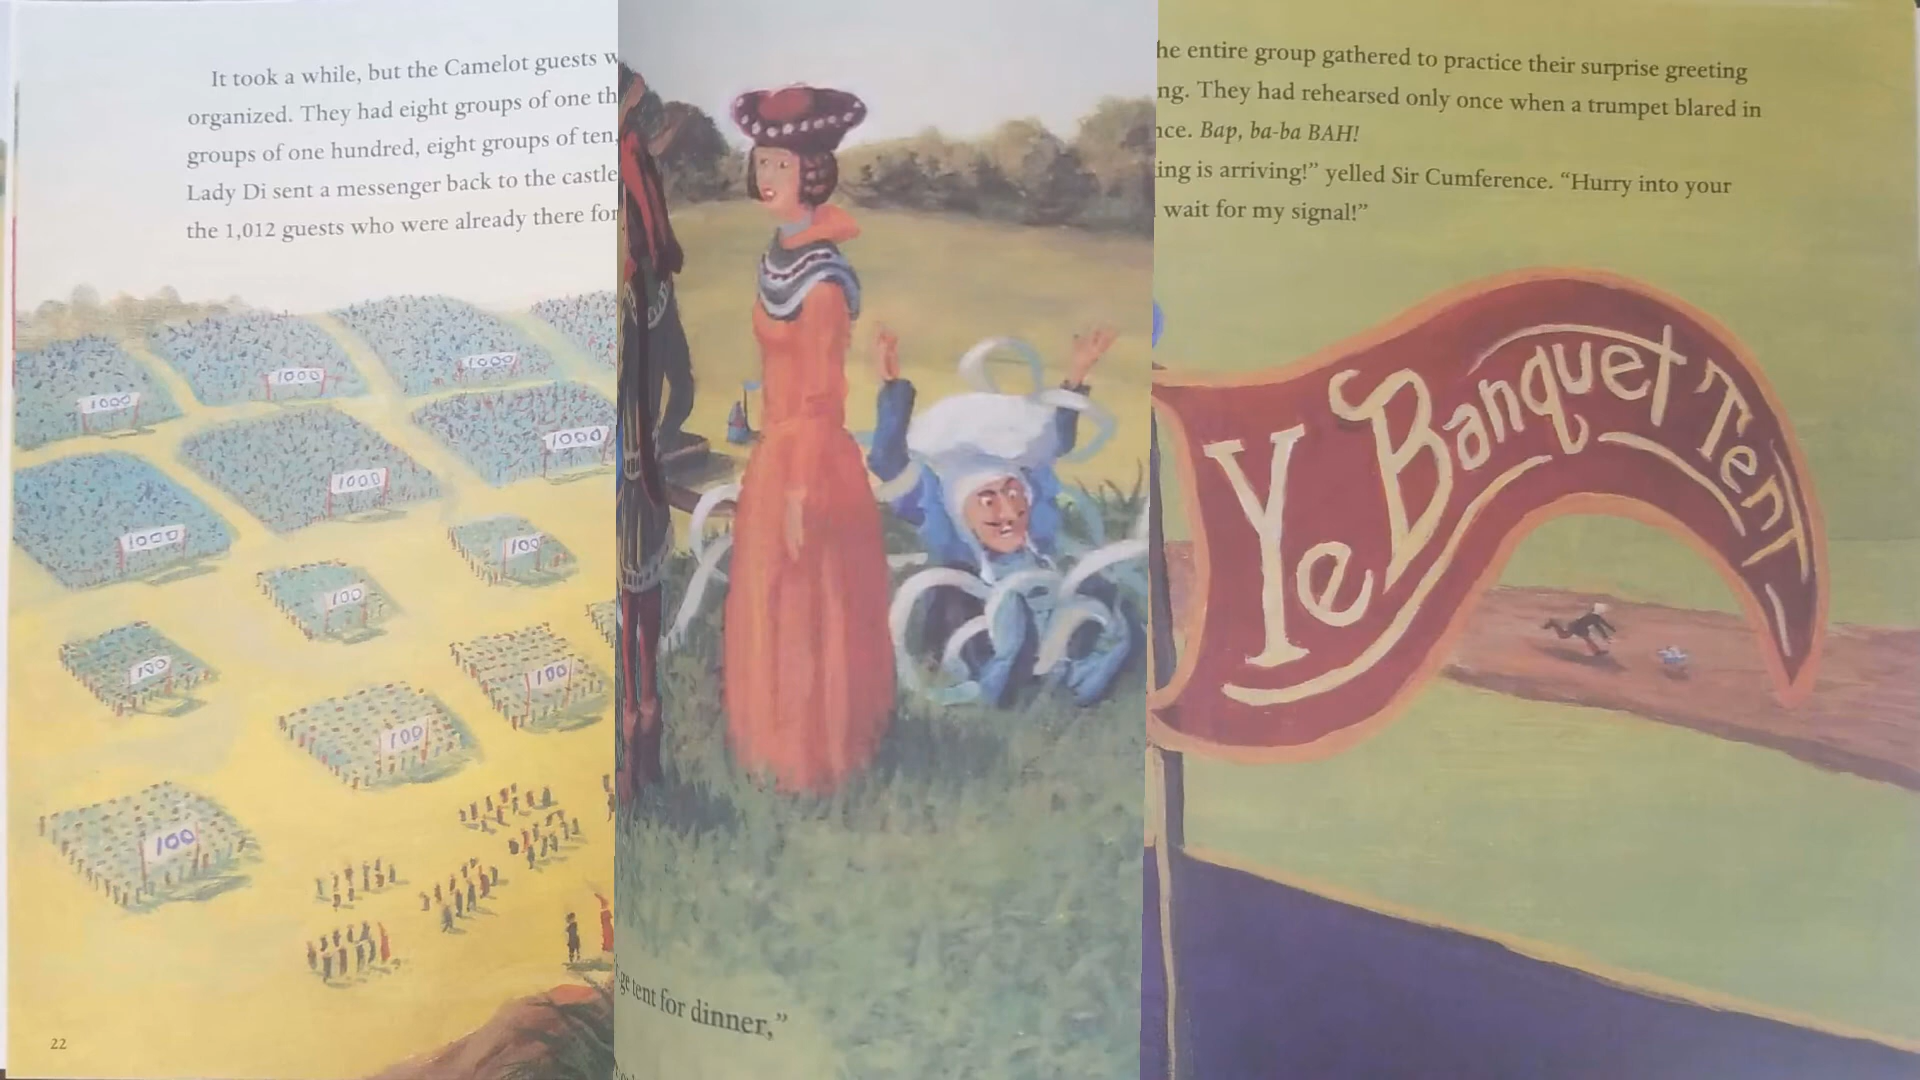 It took a while, but the Camelot guests w
organized. They had eight groups of one th
groups of one hundred, eight groups of ten,
Lady Di sent a messenger back to the castle
the 1,012 guests who were already there for
1000
1000
1000
1000
1000
1000
100
100
100
100
100
100
22
ge tent for dinner,”
he entire group gathered to practice their surprise greeting
ng. They had rehearsed only once when a trumpet blared in
nce. Bap, ba-ba BAH!
ing is arriving!” yelled Sir Cumference. “Hurry into your
wait for my signal!”
Ye Banquet Tent